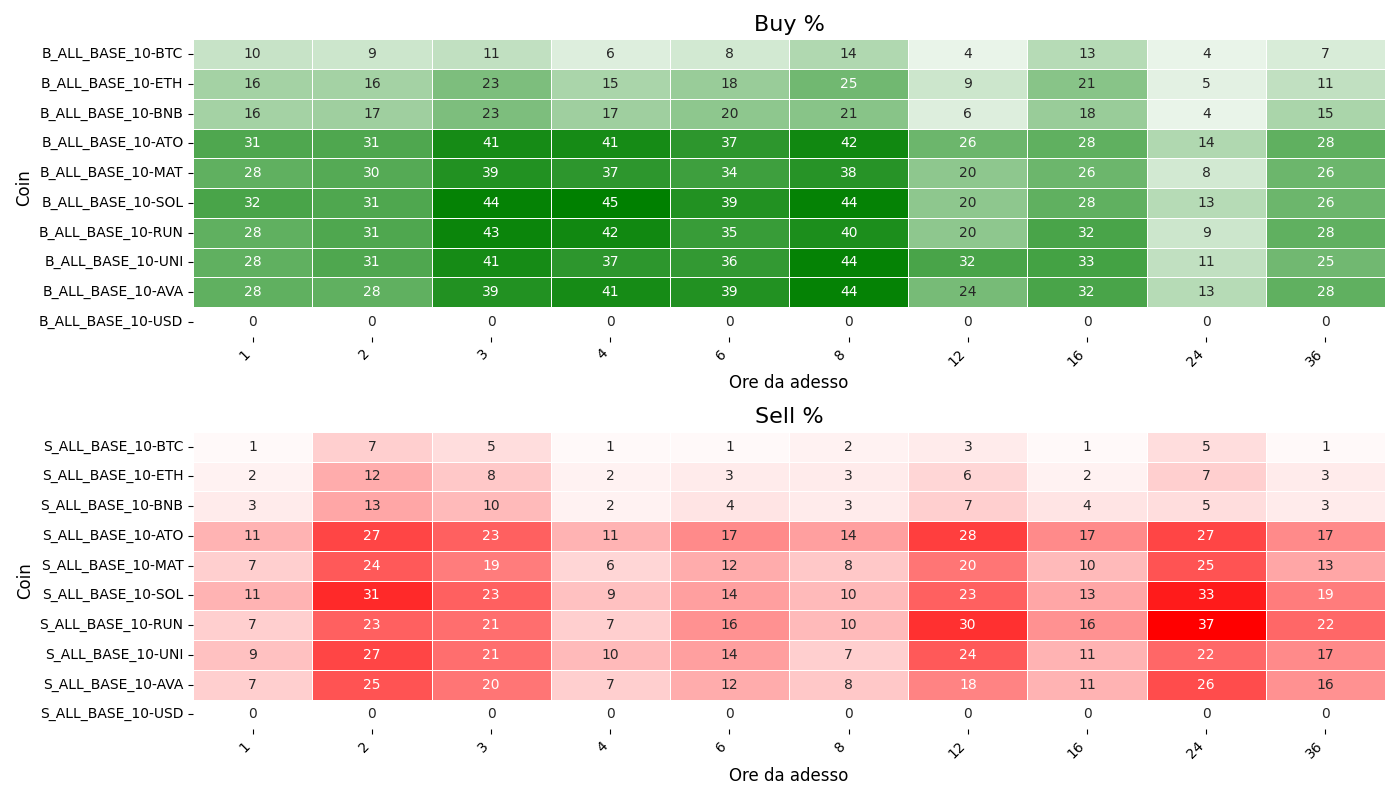 Buy %
Coin
B_ALL_BASE_10-BTC 10 9 11 6 8 14 4 13 4 7
B_ALL_BASE_10-ETH 16 16 23 15 18 25 9 21 5 11
B_ALL_BASE_10-BNB 16 17 23 17 20 21 6 18 4 15
B_ALL_BASE_10-ATO 31 31 41 41 37 42 26 28 14 28
B_ALL_BASE_10-MAT 28 30 39 37 34 38 20 26 8 26
B_ALL_BASE_10-SOL 32 31 44 45 39 44 20 28 13 26
B_ALL_BASE_10-RUN 28 31 43 42 35 40 20 32 9 28
B_ALL_BASE_10-UNI 28 31 41 37 36 44 32 33 11 25
B_ALL_BASE_10-AVA 28 28 39 41 39 44 24 32 13 28
B_ALL_BASE_10-USD 0 0 0 0 0 0 0 0 0 0
1 2 3 4 6 8 12 16 24 36
Ore da adesso
Sell %
Coin
S_ALL_BASE_10-BTC 1 7 5 1 1 2 3 1 5 1
S_ALL_BASE_10-ETH 2 12 8 2 3 3 6 2 7 3
S_ALL_BASE_10-BNB 3 13 10 2 4 3 7 4 5 3
S_ALL_BASE_10-ATO 11 27 23 11 17 14 28 17 27 17
S_ALL_BASE_10-MAT 7 24 19 6 12 8 20 10 25 13
S_ALL_BASE_10-SOL 11 31 23 9 14 10 23 13 33 19
S_ALL_BASE_10-RUN 7 23 21 7 16 10 30 16 37 22
S_ALL_BASE_10-UNI 9 27 21 10 14 7 24 11 22 17
S_ALL_BASE_10-AVA 7 25 20 7 12 8 18 11 26 16
S_ALL_BASE_10-USD 0 0 0 0 0 0 0 0 0 0
1 2 3 4 6 8 12 16 24 36
Ore da adesso